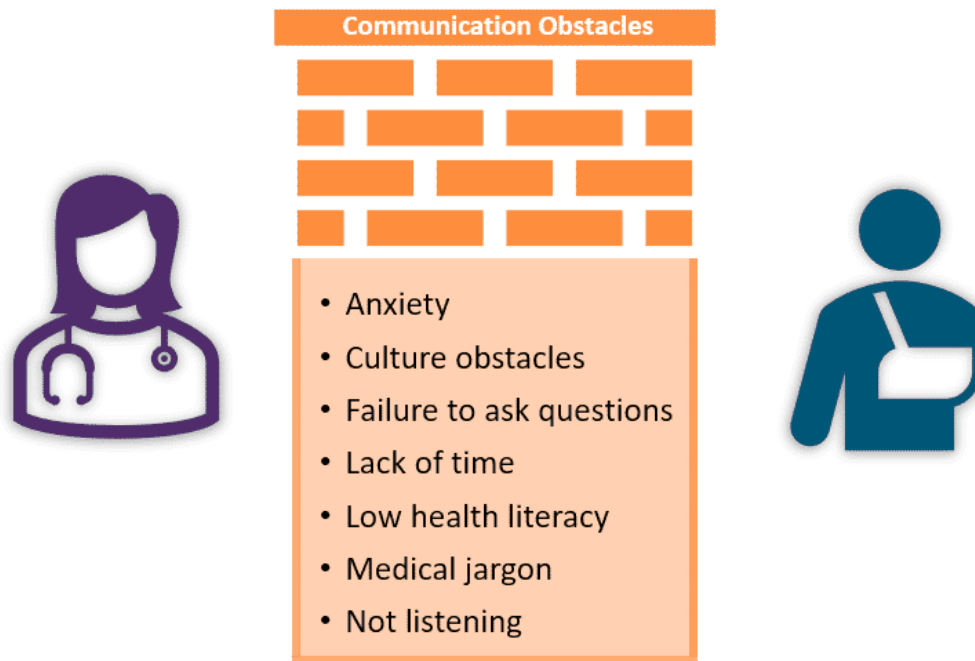 Communication Obstacles
• Anxiety
• Culture obstacles
• Failure to ask questions
• Lack of time
• Low health literacy
• Medical jargon
• Not listening